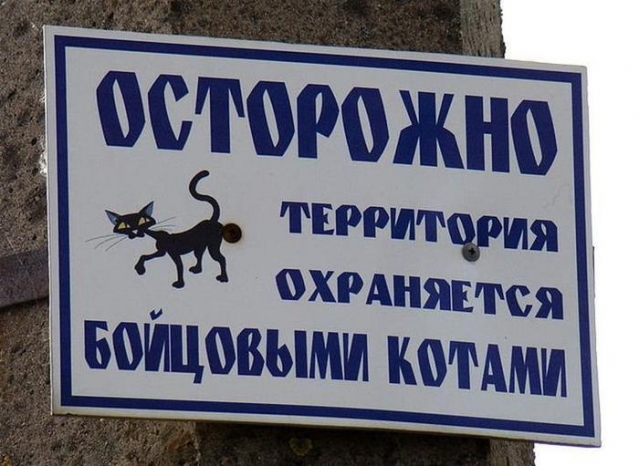 ОСТОРОЖНО
ТЕРРИТОРИЯ
ОХРАНЯЕТСЯ
БОЙЦОВЫМИ КОТАМИ